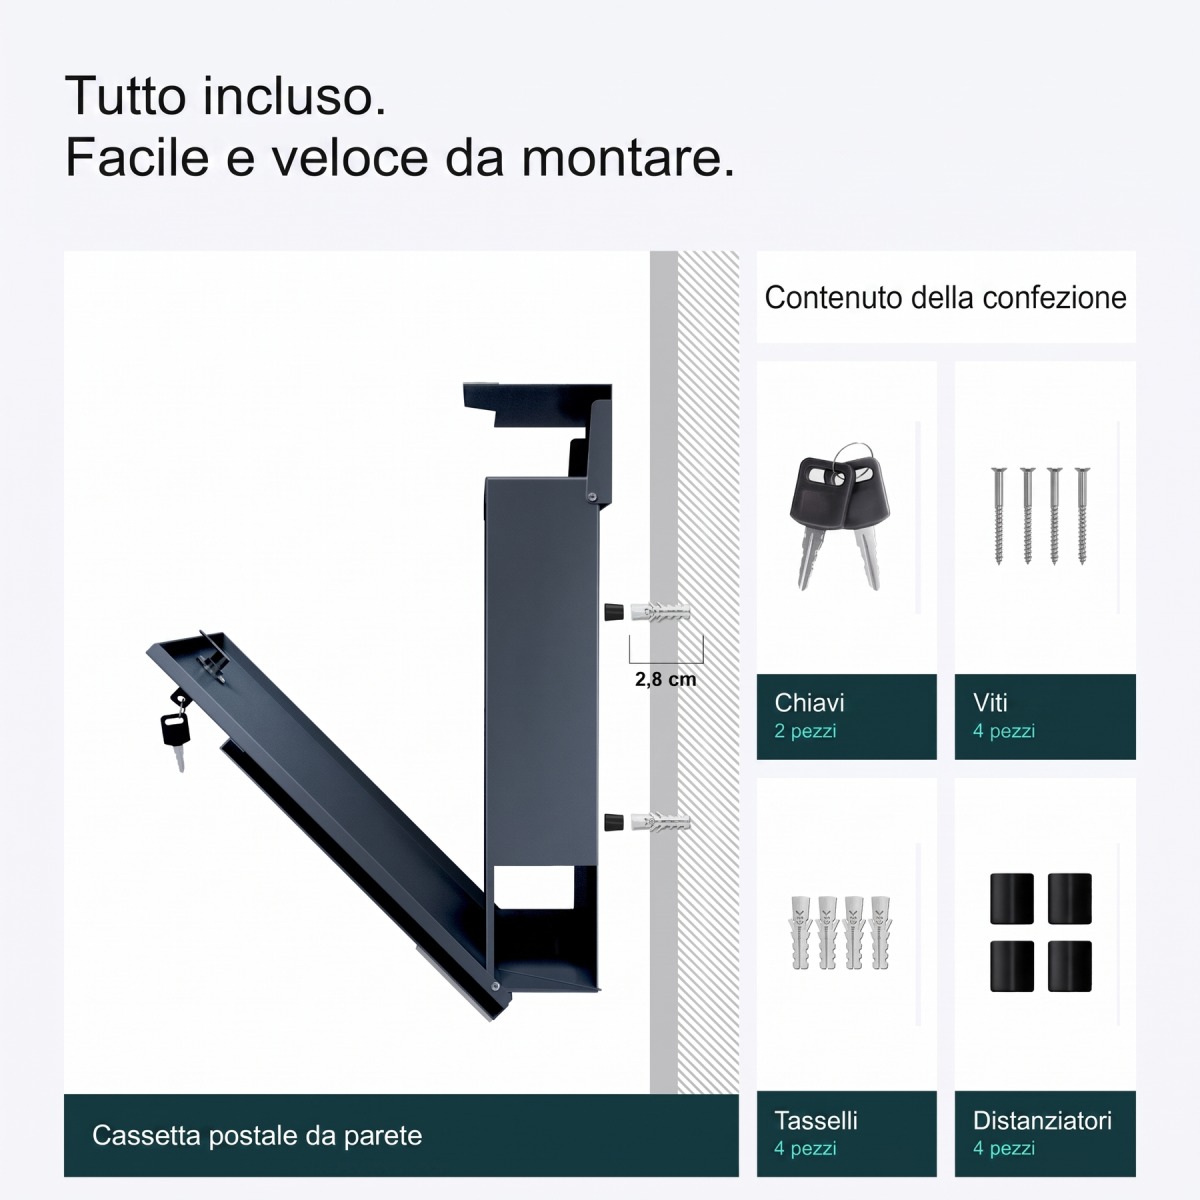 Tutto incluso.
Facile e veloce da montare.
Contenuto della confezione
2,8 cm
Chiavi
2 pezzi
Viti
4 pezzi
Tasselli
4 pezzi
Distanziatori
4 pezzi
Cassetta postale da parete